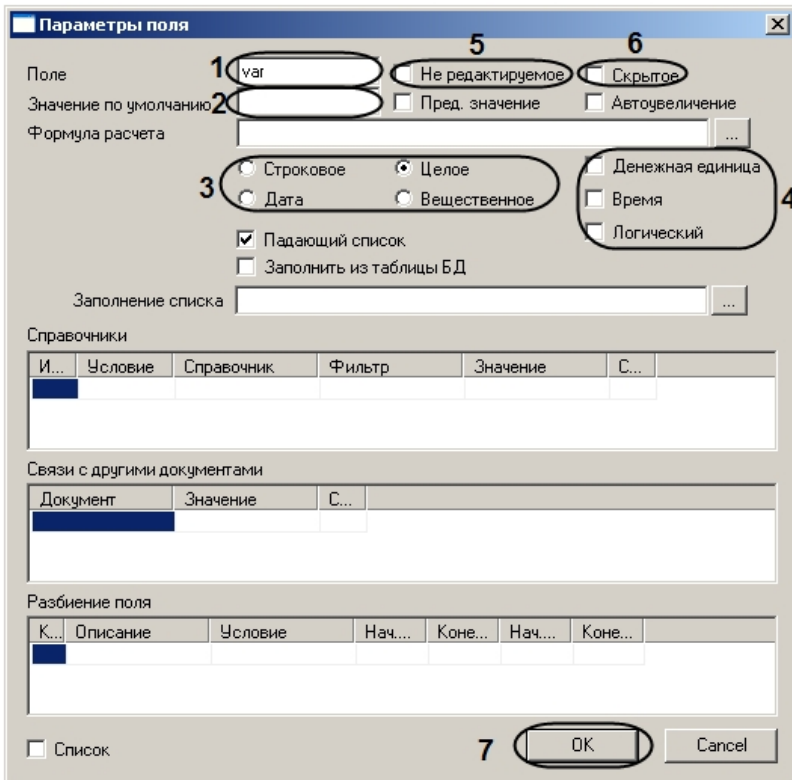 Параметры поля
5 6
Поле 1 var Не редактируемое Скрытое
Значение по умолчанию 2 Пред. значение Автоувеличение
Формула расчета ...
3 Строковое Целое Денежная единица
Дата Вещественное Время 4
Логический
Падающий список
Заполнить из таблицы БД
Заполнение списка ...
Справочники
И... Условие Справочник Фильтр Значение С...
Связи с другими документами
Документ Значение С...
Разбиение поля
К... Описание Условие Нач.... Коне... Нач.... Коне...
Список 7 OK Cancel